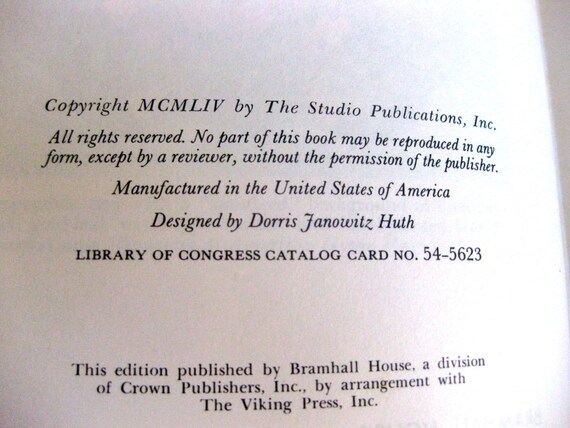 Copyright MCMLIV by The Studio Publications, Inc.
All rights reserved. No part of this book may be reproduced in any
form, except by a reviewer, without the permission of the publisher.
Manufactured in the United States of America
Designed by Dorris Janowitz Huth
LIBRARY OF CONGRESS CATALOG CARD NO. 54-5623
This edition published by Bramhall House, a division
of Crown Publishers, Inc., by arrangement with
The Viking Press, Inc.